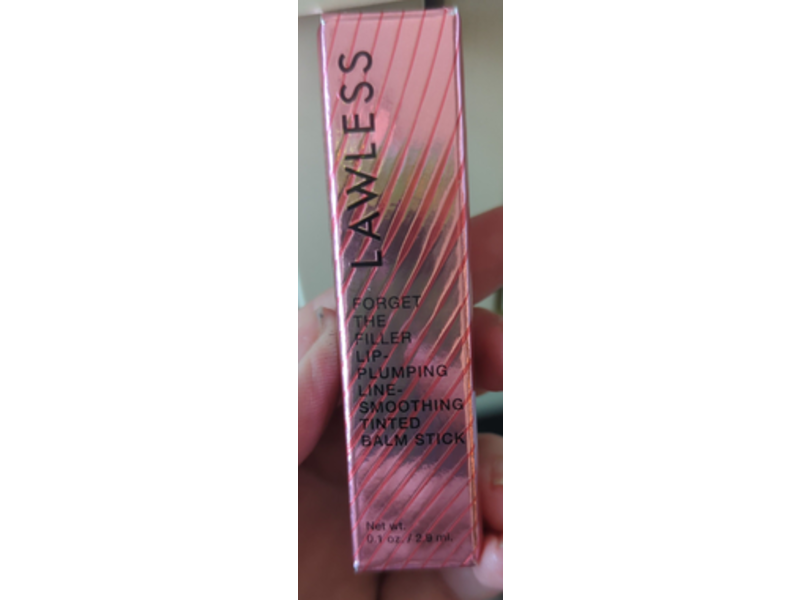 LAWLESS
FORGET
THE
FILLER
LIP-
PLUMPING
LINE-
SMOOTHING
TINTED
BALM STICK
Net wt.
0.1 oz. / 2.9 ml.